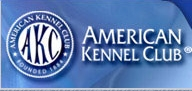 AMERICAN KENNEL CLUB
AKC
FOUNDED 1884
AMERICAN
KENNEL CLUB®